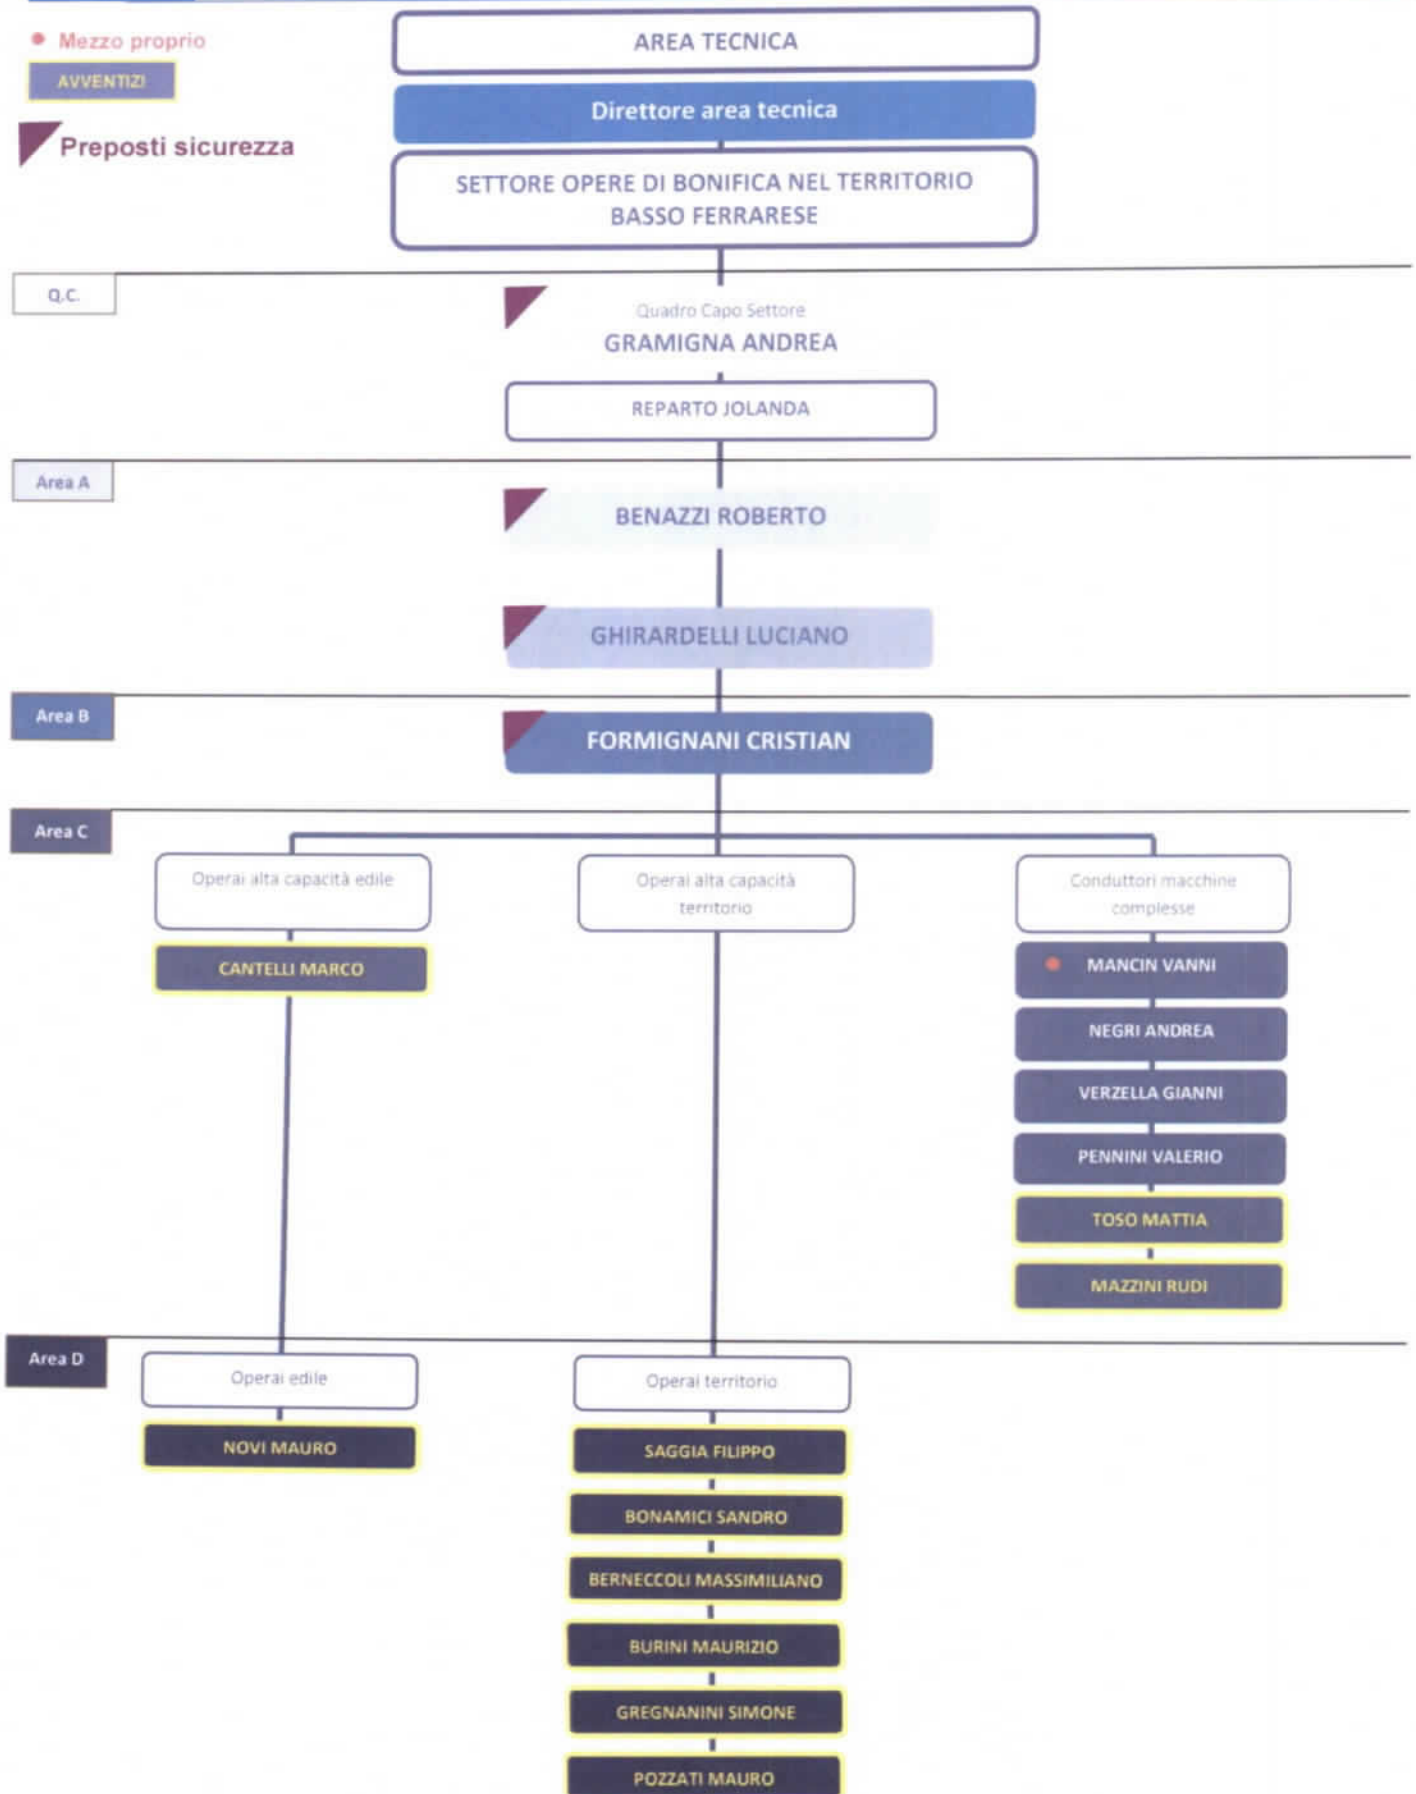 Mezzo proprio
AVVENTIZI
Preposti sicurezza
AREA TECNICA
Direttore area tecnica
SETTORE OPERE DI BONIFICA NEL TERRITORIO
BASSO FERRARESE
Q.C.
Quadro Capo Settore
GRAMIGNA ANDREA
REPARTO JOLANDA
Area A
BENAZZI ROBERTO
GHIRARDELLI LUCIANO
Area B
FORMIGNANI CRISTIAN
Area C
Operai alta capacità edile
CANTELLI MARCO
Operai alta capacità
territorio
Conduttori macchine
complesse
MANCIN VANNI
NEGRI ANDREA
VERZELLA GIANNI
PENNINI VALERIO
TOSO MATTIA
MAZZINI RUDI
Area D
Operai edile
NOVI MAURO
Operai territorio
SAGGIA FILIPPO
BONAMICI SANDRO
BERNECCOLI MASSIMILIANO
BURINI MAURIZIO
GREGNANINI SIMONE
POZZATI MAURO